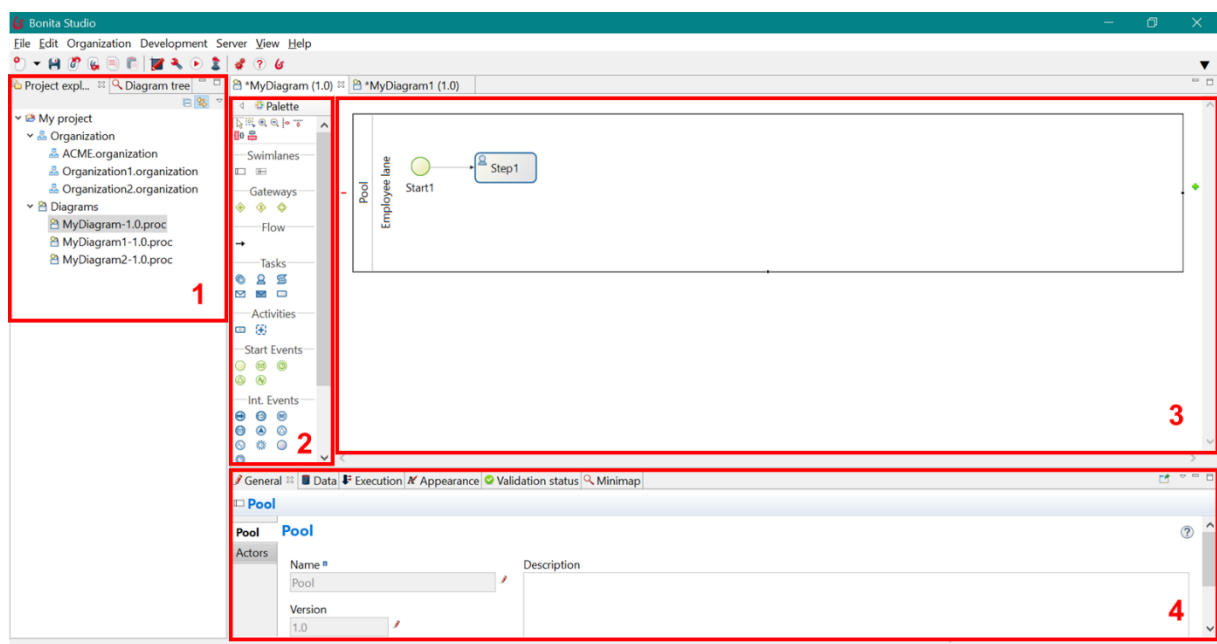 Bonita Studio
File Edit Organization Development Server View Help
Project expl... Diagram tree
*MyDiagram (1.0) *MyDiagram1 (1.0)
My project
Organization
ACME.organization
Organization1.organization
Organization2.organization
Diagrams
MyDiagram-1.0.proc
MyDiagram1-1.0.proc
MyDiagram2-1.0.proc
1
Palette
Swimlanes
Gateways
Flow
Tasks
Activities
Start Events
Int. Events
2
Pool
Employee lane
Start1
Step1
3
General Data Execution Appearance Validation status Minimap
Pool
Pool
Actors
Pool
Name
Pool
Description
Version
1.0
4